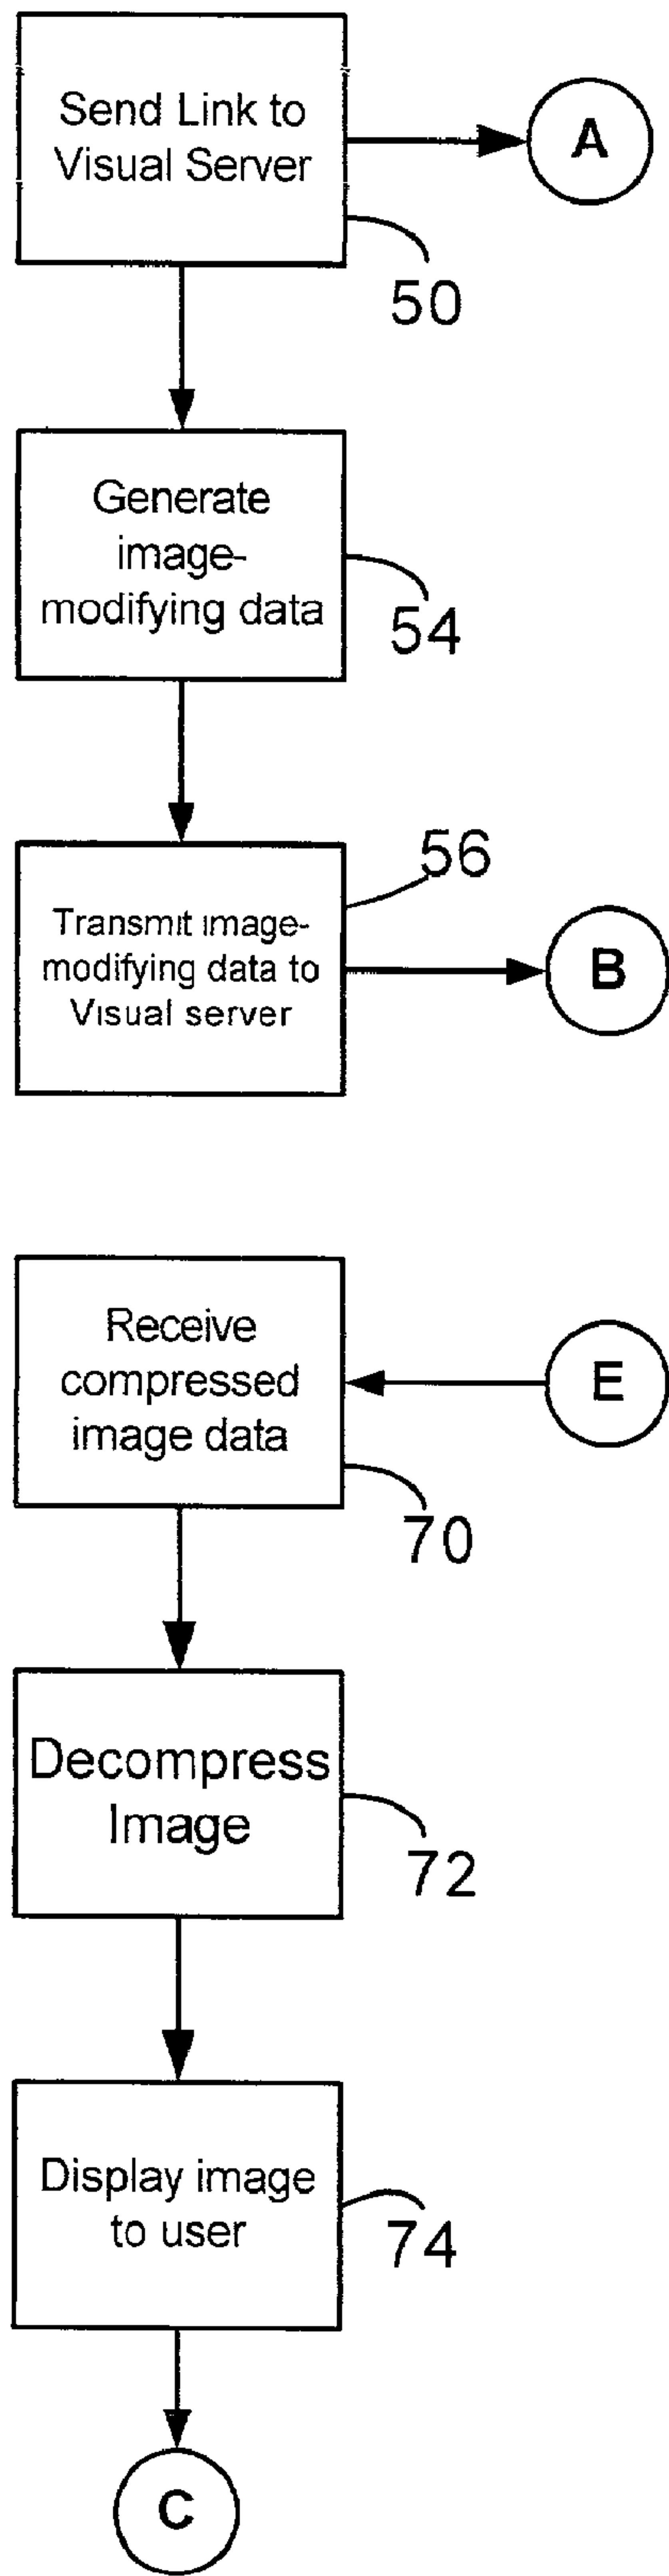 Send Link to
Visual Server
A
50
Generate
image-
modifying data
54
56
Transmit image-
modifying data to
Visual server
B
Receive
compressed
image data
E
70
Decompress
Image
72
Display image
to user
74
C